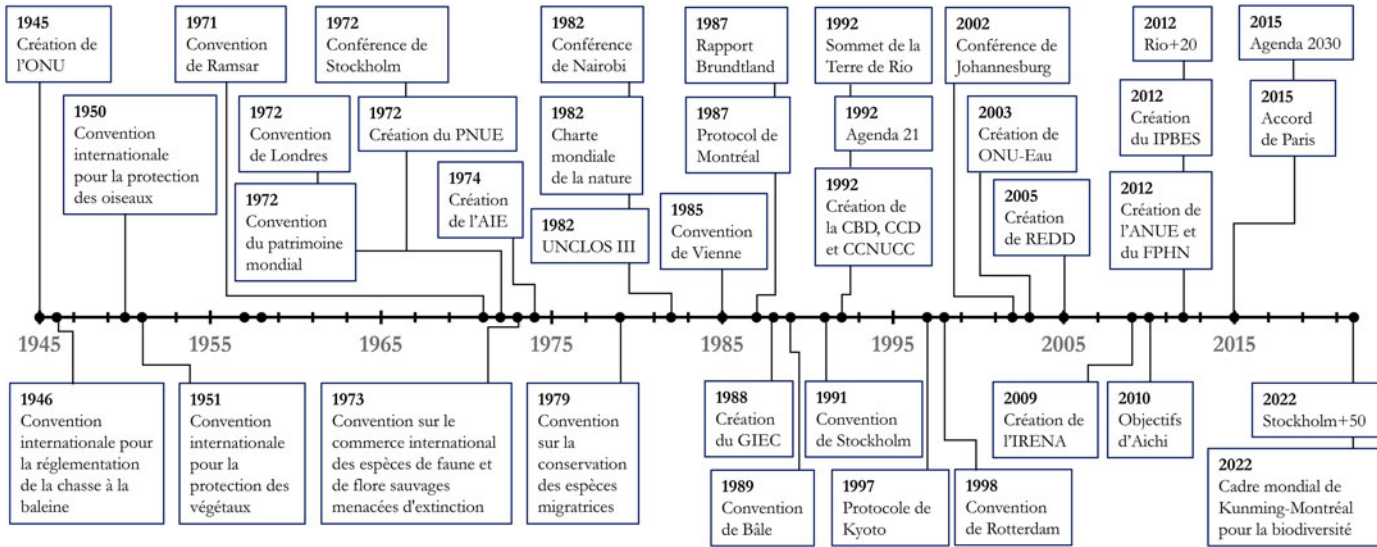 1945
Création de
l'ONU
1950
Convention
internationale
pour la protection
des oiseaux
1971
Convention
de Ramsar
1972
Convention
de Londres
1972
Convention
du patrimoine
mondial
1972
Conférence de
Stockholm
1972
Création du PNUE
1974
Création
de l'AIE
1982
Conférence
de Nairobi
1982
Charte
mondiale
de la nature
1982
UNCLOS III
1985
Convention
de Vienne
1987
Rapport
Brundtland
1987
Protocol de
Montréal
1992
Sommet de la
Terre de Rio
1992
Agenda 21
1992
Création de
la CBD, CCD
et CCNUCC
2002
Conférence de
Johannesburg
2003
Création de
ONU-Eau
2005
Création
de REDD
2012
Rio+20
2012
Création
du IPBES
2012
Création de
l'ANUE et
du FPHN
2015
Agenda 2030
2015
Accord
de Paris
1945
1955
1965
1975
1985
1995
2005
2015
1946
Convention
internationale pour
la réglementation
de la chasse à la
baleine
1951
Convention
internationale
pour la
protection des
végétaux
1973
Convention sur le
commerce international
des espèces de faune et
de flore sauvages
menacées d'extinction
1979
Convention
sur la
conservation
des espèces
migratrices
1988
Création
du GIEC
1989
Convention
de Bâle
1991
Convention
de Stockholm
1997
Protocole de
Kyoto
1998
Convention
de Rotterdam
2009
Création de
l'IRENA
2010
Objectifs
d'Aichi
2022
Stockholm+50
2022
Cadre mondial de
Kunming-Montréal
pour la biodiversité